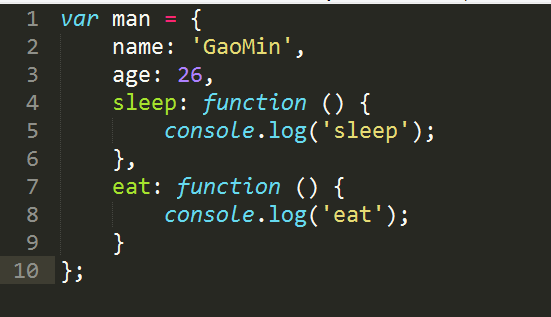 1 var man = {
2     name: 'GaoMin',
3     age: 26,
4     sleep: function () {
5         console.log('sleep');
6     },
7     eat: function () {
8         console.log('eat');
9     }
10 };